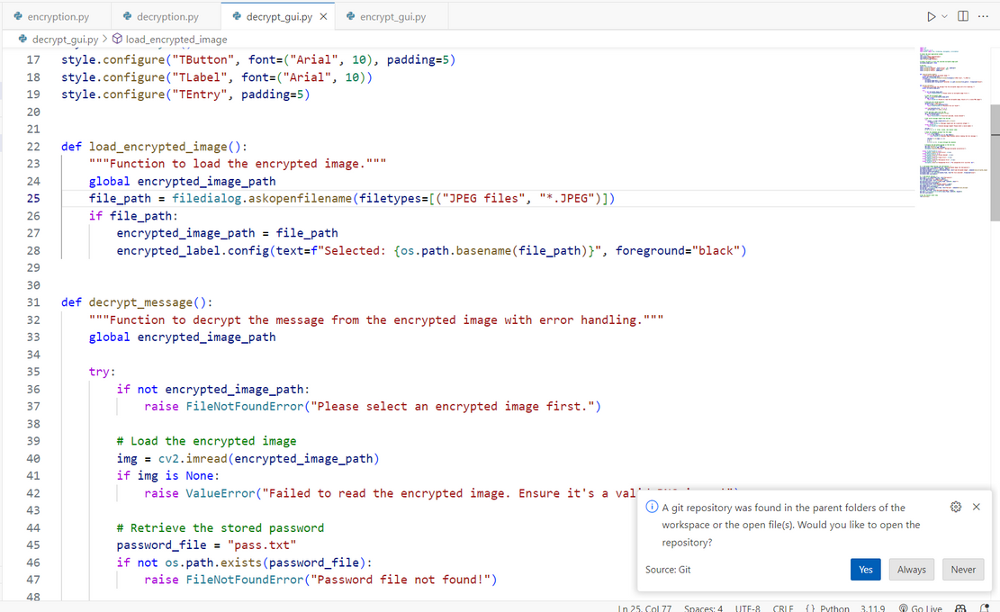 encryption.py decryption.py decrypt_gui.py encrypt_gui.py
decrypt_gui.py > load_encrypted_image
17 style.configure("TButton", font=("Arial", 10), padding=5)
18 style.configure("TLabel", font=("Arial", 10))
19 style.configure("TEntry", padding=5)
20
21
22 def load_encrypted_image():
23     """Function to load the encrypted image."""
24     global encrypted_image_path
25     file_path = filedialog.askopenfilename(filetypes=[("JPEG files", "*.JPEG")])
26     if file_path:
27         encrypted_image_path = file_path
28         encrypted_label.config(text=f"Selected: {os.path.basename(file_path)}", foreground="black")
29
30
31 def decrypt_message():
32     """Function to decrypt the message from the encrypted image with error handling."""
33     global encrypted_image_path
34
35     try:
36         if not encrypted_image_path:
37             raise FileNotFoundError("Please select an encrypted image first.")
38
39         # Load the encrypted image
40         img = cv2.imread(encrypted_image_path)
41         if img is None:
42             raise ValueError("Failed to read the encrypted image. Ensure it's a
43
44         # Retrieve the stored password
45         password_file = "pass.txt"
46         if not os.path.exists(password_file):
47             raise FileNotFoundError("Password file not found!")
48
A git repository was found in the parent folders of the
workspace or the open file(s). Would you like to open the
repository?
Source: Git Yes Always Never
Ln 25, Col 77 Spaces: 4 UTF-8 CRLF { } Python 3.11.9 Go Live